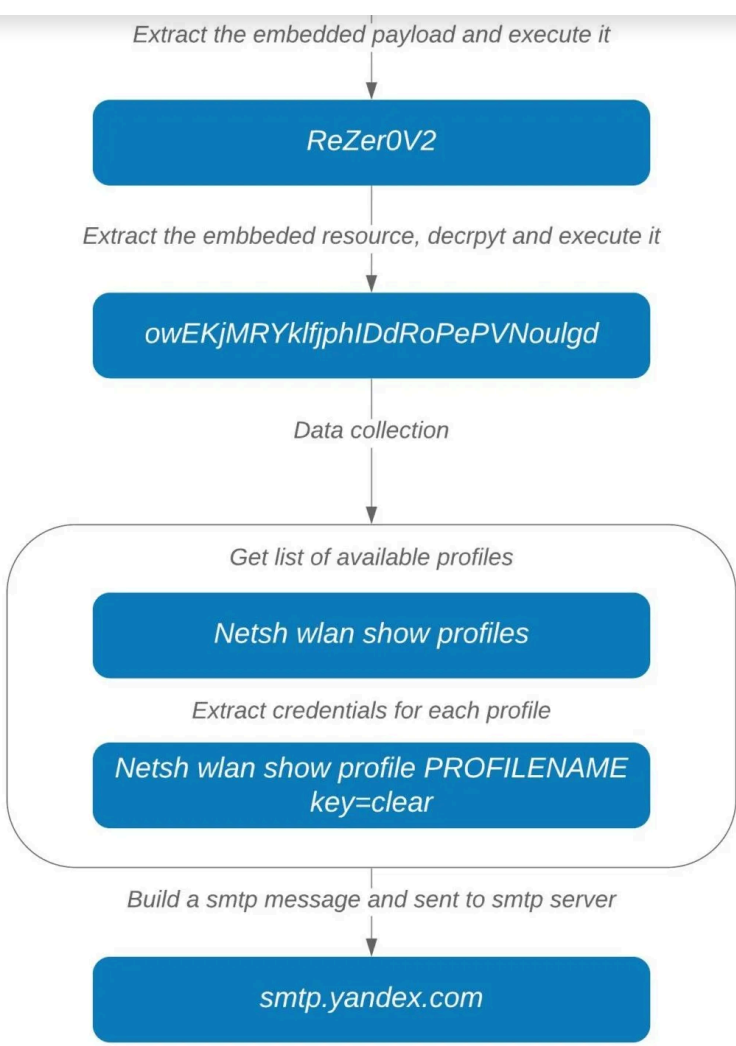 Extract the embedded payload and execute it
ReZer0V2
Extract the embbeded resource, decrpyt and execute it
owEKjMRYklfjphIDdRoPePVNoulgd
Data collection
Get list of available profiles
Netsh wlan show profiles
Extract credentials for each profile
Netsh wlan show profile PROFILENAME
key=clear
Build a smtp message and sent to smtp server
smtp.yandex.com